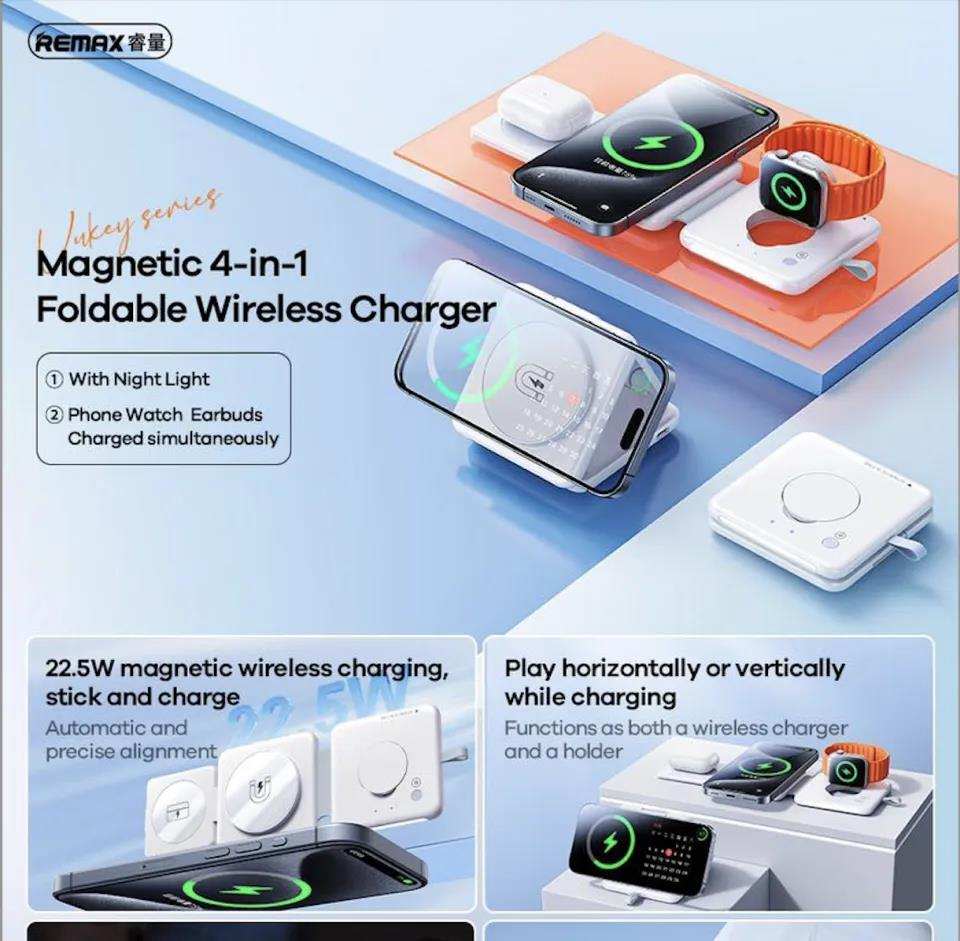 REMAX 睿量
Vukey series
Magnetic 4-in-1
Foldable Wireless Charger
① With Night Light
② Phone Watch Earbuds
Charged simultaneously
22.5W magnetic wireless charging,
stick and charge
22.5W
Automatic and
precise alignment
Play horizontally or vertically
while charging
Functions as both a wireless charger
and a holder